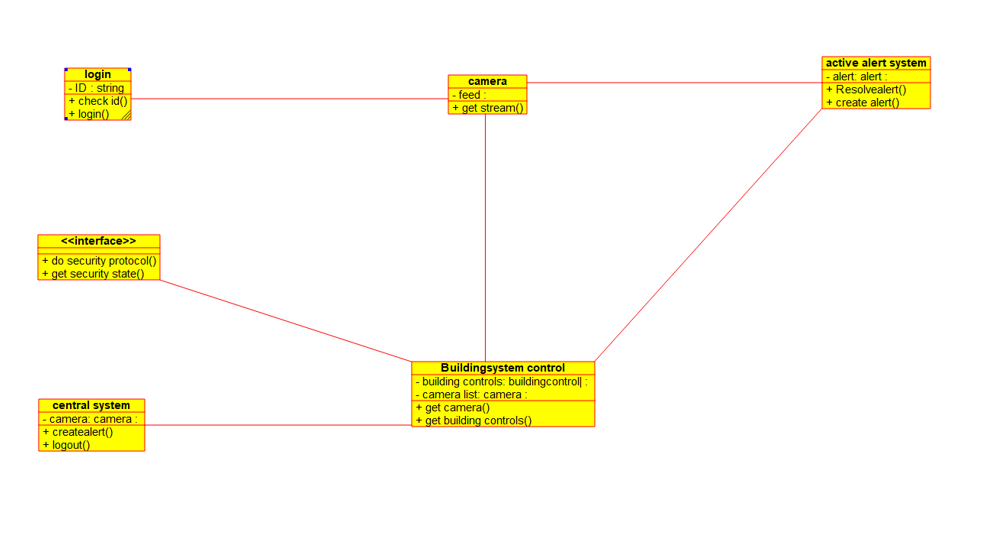 login
- ID : string
+ check id()
+ login()
camera
- feed :
+ get stream()
active alert system
- alert: alert :
+ Resolvealert()
+ create alert()
<<interface>>
+ do security protocol()
+ get security state()
Buildingsystem control
- building controls: buildingcontrol| :
- camera list: camera :
+ get camera()
+ get building controls()
central system
- camera: camera :
+ createalert()
+ logout()